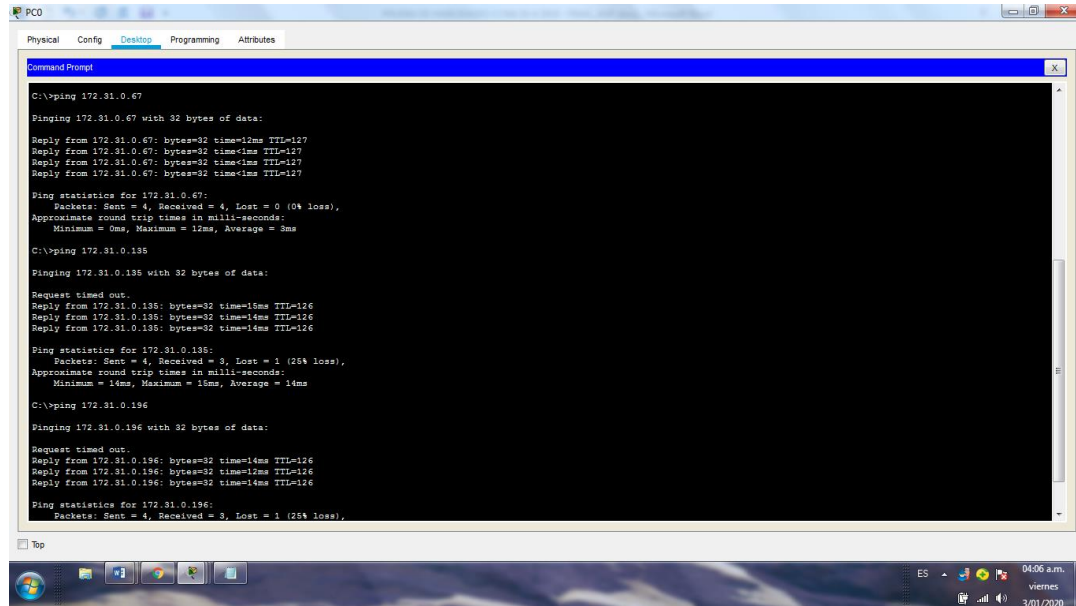 PC0
Physical Config Desktop Programming Attributes
Command Prompt
X
C:\>ping 172.31.0.67
Pinging 172.31.0.67 with 32 bytes of data:
Reply from 172.31.0.67: bytes=32 time=12ms TTL=127
Reply from 172.31.0.67: bytes=32 time<1ms TTL=127
Reply from 172.31.0.67: bytes=32 time<1ms TTL=127
Reply from 172.31.0.67: bytes=32 time<1ms TTL=127
Ping statistics for 172.31.0.67:
Packets: Sent = 4, Received = 4, Lost = 0 (0% loss),
Approximate round trip times in milli-seconds:
Minimum = 0ms, Maximum = 12ms, Average = 3ms
C:\>ping 172.31.0.135
Pinging 172.31.0.135 with 32 bytes of data:
Request timed out.
Reply from 172.31.0.135: bytes=32 time=15ms TTL=126
Reply from 172.31.0.135: bytes=32 time=14ms TTL=126
Reply from 172.31.0.135: bytes=32 time=14ms TTL=126
Ping statistics for 172.31.0.135:
Packets: Sent = 4, Received = 3, Lost = 1 (25% loss),
Approximate round trip times in milli-seconds:
Minimum = 14ms, Maximum = 15ms, Average = 14ms
C:\>ping 172.31.0.196
Pinging 172.31.0.196 with 32 bytes of data:
Request timed out.
Reply from 172.31.0.196: bytes=32 time=14ms TTL=126
Reply from 172.31.0.196: bytes=32 time=12ms TTL=126
Reply from 172.31.0.196: bytes=32 time=14ms TTL=126
Ping statistics for 172.31.0.196:
Packets: Sent = 4, Received = 3, Lost = 1 (25% loss),
Top
ES
04:06 a.m.
viernes
3/01/2020